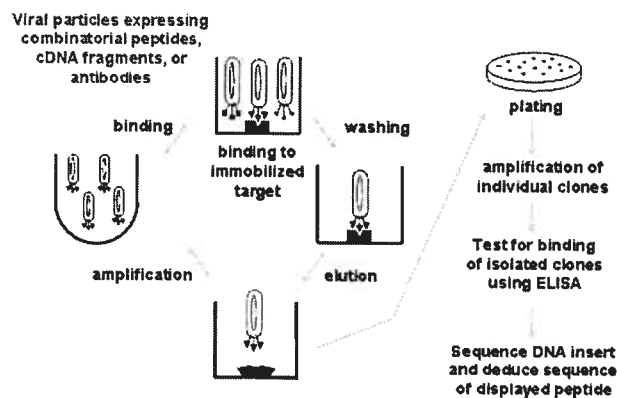 Viral particles expressing
combinatorial peptides,
cDNA fragments, or
antibodies
binding
washing
binding to
immobilized
target
amplification
elution
plating
amplification of
individual clones
Test for binding
of isolated clones
using ELISA
Sequence DNA insert
and deduce sequence
of displayed peptide